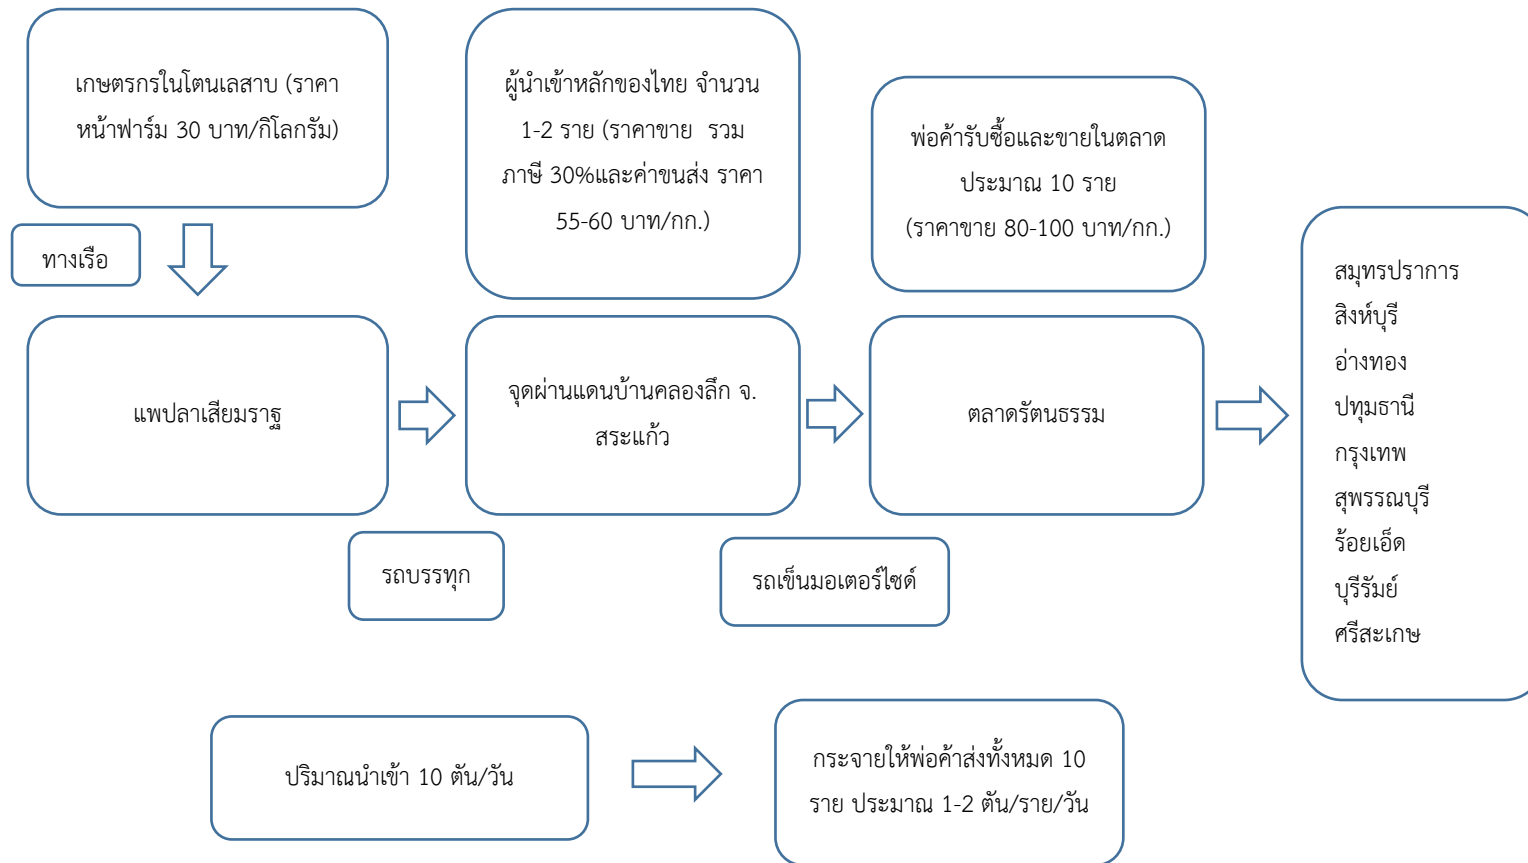 เกษตรกรในโตนเลสาบ (ราคา
หน้าฟาร์ม 30 บาท/กิโลกรัม)
ผู้นำเข้าหลักของไทย จำนวน
1-2 ราย (ราคาขาย รวม
ภาษี 30%และค่าขนส่ง ราคา
55-60 บาท/กก.)
พ่อค้ารับซื้อและขายในตลาด
ประมาณ 10 ราย
(ราคาขาย 80-100 บาท/กก.)
ทางเรือ
แพปลาเสียมราฐ
จุดผ่านแดนบ้านคลองลึก จ.
สระแก้ว
ตลาดรัตนธรรม
สมุทรปราการ
สิงห์บุรี
อ่างทอง
ปทุมธานี
กรุงเทพ
สุพรรณบุรี
ร้อยเอ็ด
บุรีรัมย์
ศรีสะเกษ
รถบรรทุก
รถเข็นมอเตอร์ไซด์
ปริมาณนำเข้า 10 ตัน/วัน
กระจายให้พ่อค้าส่งทั้งหมด 10
ราย ประมาณ 1-2 ตัน/ราย/วัน